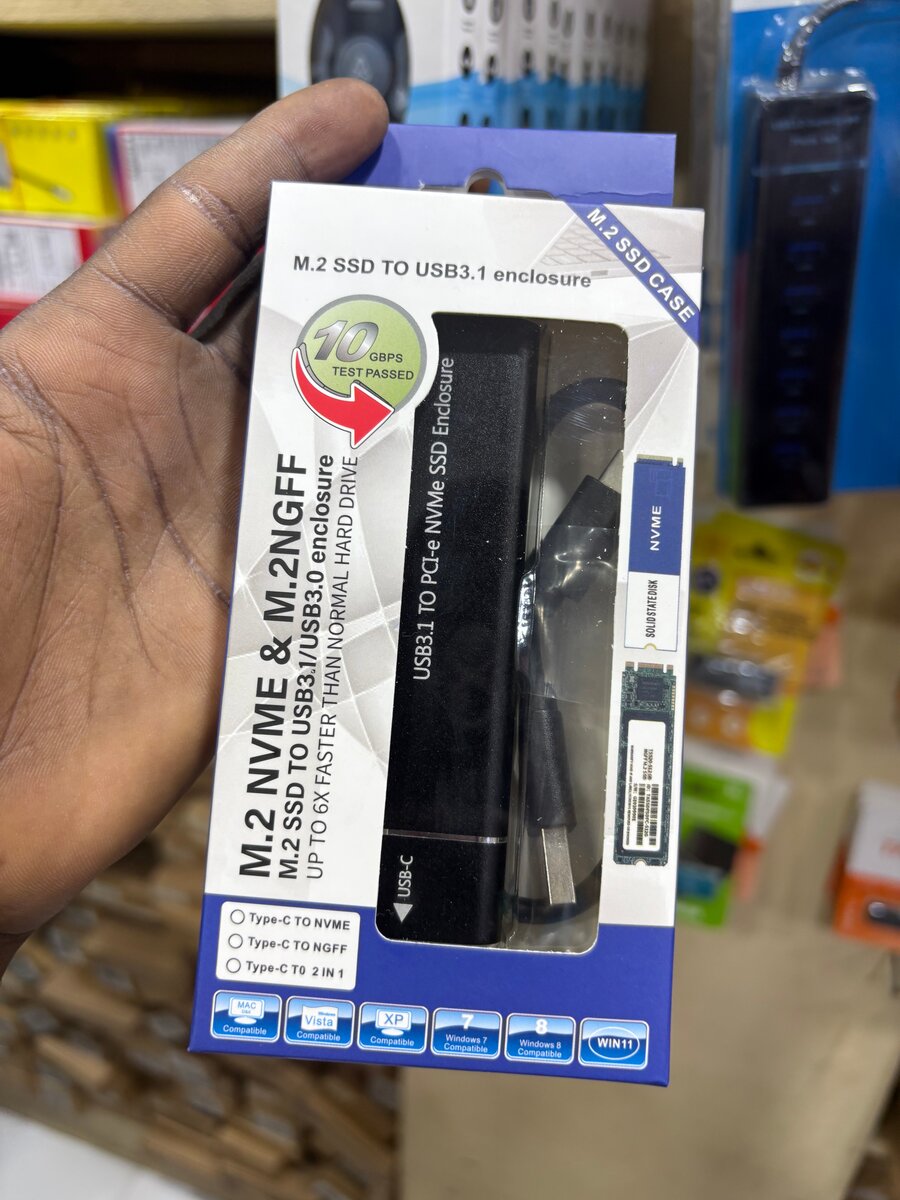 M.2 SSD TO USB3.1 enclosure
M.2 SSD CASE
10 GBPS
TEST PASSED
M.2 NVME & M.2NGFF
M.2 SSD TO USB3.1/USB3.0 enclosure
UP TO 6X FASTER THAN NORMAL HARD DRIVE
USB3.1 TO PCI-e NVMe SSD Enclosure
USB-C
NVME
SOLID STATE DISK
Type-C TO NVME
Type-C TO NGFF
Type-C T0 2 IN 1
MAC
Compatible
Windows
Vista
Compatible
XP
Compatible
7
Windows 7
Compatible
8
Windows 8
Compatible
WIN11